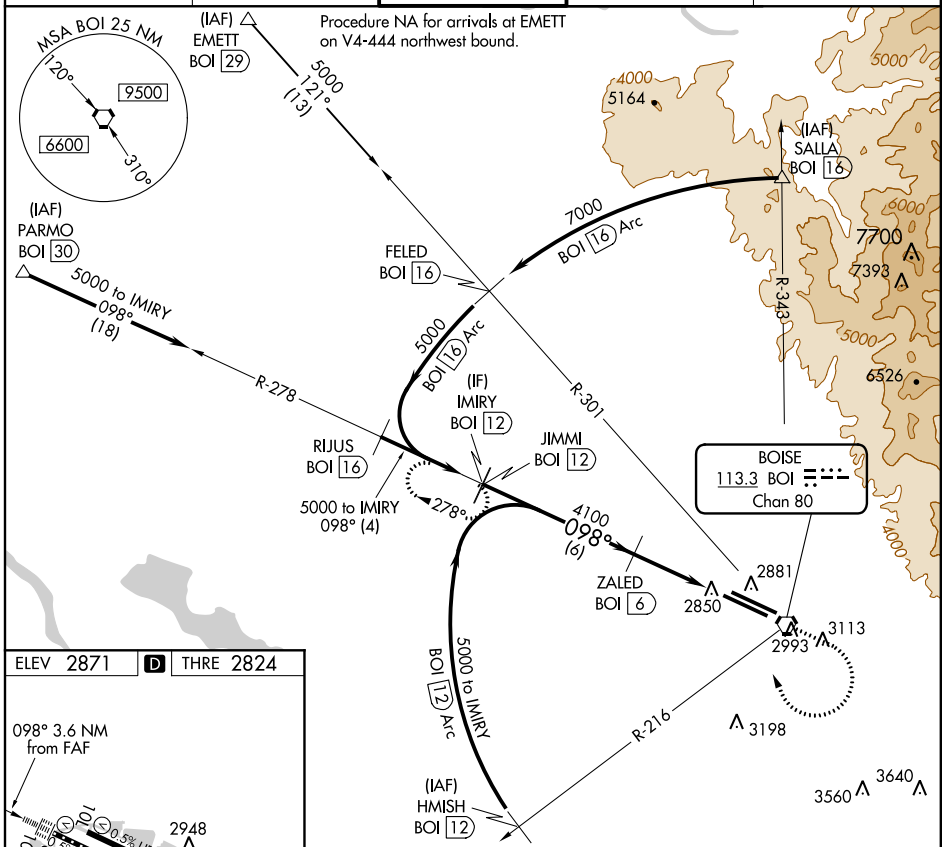 MSA BOI 25 NM
120°
9500
6600
310°
(IAF)
EMETT
BOI 29
Procedure NA for arrivals at EMETT
on V4-444 northwest bound.
5000
121°
(13)
5000
4000
5164
(IAF)
SALLA
BOI 16
7000
BOI 16 Arc
6000
7700
7393
(IAF)
PARMO
BOI 30
5000 to IMIRY
098°
(18)
FELED
BOI 16
R-343
5000
BOI 16 Arc
5000
R-278
R-301
6526
(IF)
IMIRY
BOI 12
RIJUS
BOI 16
JIMMI
BOI 12
BOISE
113.3 BOI
Chan 80
5000 to IMIRY
098° (4)
278°
4100
098°
(6)
4000
ZALED
BOI 6
2881
2850
2993
3113
5000 to IMIRY
BOI 12 Arc
R-216
3198
3560
3640
(IAF)
HMISH
BOI 12
ELEV 2871
D
THRE 2824
098° 3.6 NM
from FAF
V
V
2948